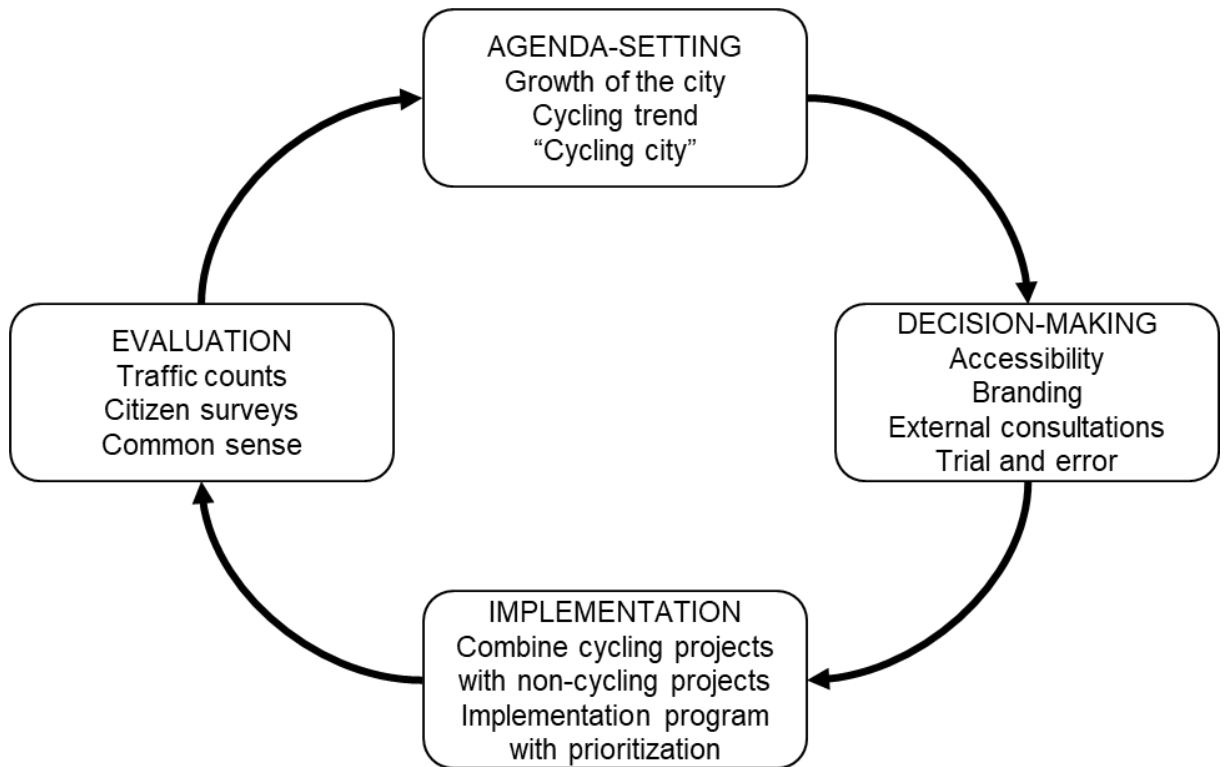 AGENDA-SETTING
Growth of the city
Cycling trend
“Cycling city”
DECISION-MAKING
Accessibility
Branding
External consultations
Trial and error
IMPLEMENTATION
Combine cycling projects
with non-cycling projects
Implementation program
with prioritization
EVALUATION
Traffic counts
Citizen surveys
Common sense